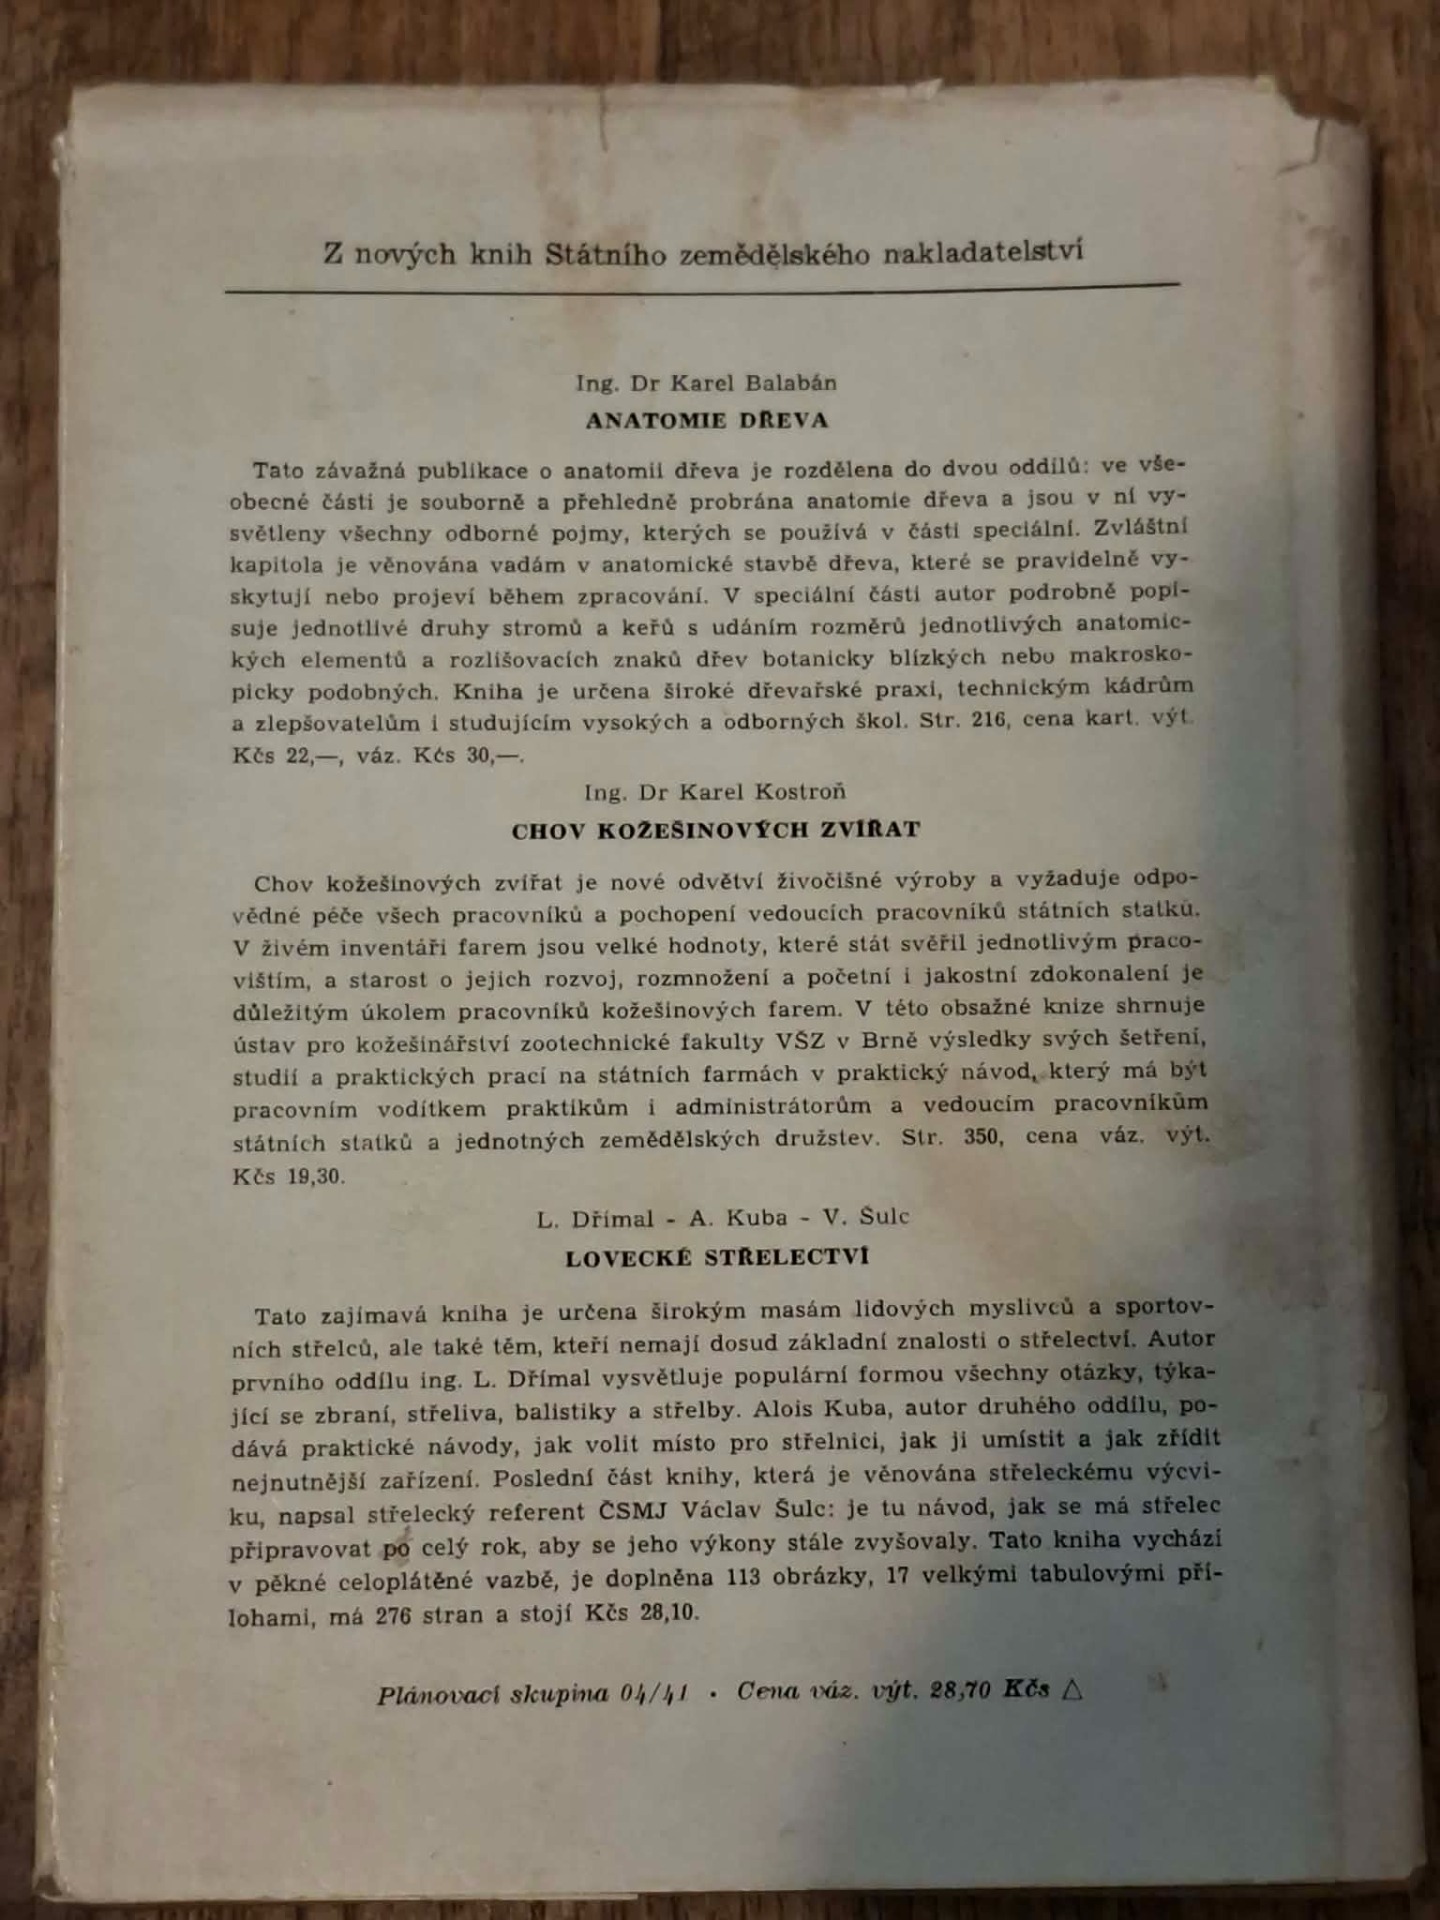 Z nových knih Státního zemědělského nakladatelství
Ing. Dr Karel Balabán
ANATOMIE DŘEVA
Tato závažná publikace o anatomii dřeva je rozdělena do dvou oddílů: ve vše-
obecné části je souborně a přehledně probrána anatomie dřeva a jsou v ní vy-
světleny všechny odborné pojmy, kterých se používá v části speciální. Zvláštní
kapitola je věnována vadám v anatomické stavbě dřeva, které se pravidelně vy-
skytují nebo projeví během zpracování. V speciální části autor podrobně popi-
suje jednotlivé druhy stromů a keřů s udáním rozměrů jednotlivých anatomic-
kých elementů a rozlišovacích znaků dřev botanicky blízkých nebo makrosko-
picky podobných. Kniha je určena široké dřevařské praxi, technickým kádrům
a zlepšovatelům i studujícím vysokých a odborných škol. Str. 216, cena kart. výt.
Kčs 22,—, váz. Kčs 30,—.
Ing. Dr Karel Kostroň
CHOV KOŽEŠINOVÝCH ZVÍŘAT
Chov kožešinových zvířat je nové odvětví živočišné výroby a vyžaduje odpo-
vědné péče všech pracovníků a pochopení vedoucích pracovníků státních statků.
V živém inventáři farem jsou velké hodnoty, které stát svěřil jednotlivým praco-
vištím, a starost o jejich rozvoj, rozmnožení a početní i jakostní zdokonalení je
důležitým úkolem pracovníků kožešinových farem. V této obsažné knize shrnuje
ústav pro kožešinářství zootechnické fakulty VŠZ v Brně výsledky svých šetření,
studií a praktických prací na státních farmách v praktický návod, který má být
pracovním vodítkem praktikům i administrátorům a vedoucím pracovníkům
státních statků a jednotných zemědělských družstev. Str. 350, cena váz. výt.
Kčs 19,30.
L. Dřímal - A. Kuba - V. Šulc
LOVECKÉ STŘELECTVÍ
Tato zajímavá kniha je určena širokým masám lidových myslivců a sportov-
ních střelců, ale také těm, kteří nemají dosud základní znalosti o střelectví. Autor
prvního oddílu ing. L. Dřímal vysvětluje populární formou všechny otázky, týka-
jící se zbraní, střeliva, balistiky a střelby. Alois Kuba, autor druhého oddílu, po-
dává praktické návody, jak volit místo pro střelnici, jak ji umístit a jak zřídit
nejnutnější zařízení. Poslední část knihy, která je věnována střeleckému výcvi-
ku, napsal střelecký referent ČSMJ Václav Šulc: je tu návod, jak se má střelec
připravovat po celý rok, aby se jeho výkony stále zvyšovaly. Tato kniha vychází
v pěkné celoplátěné vazbě, je doplněna 113 obrázky, 17 velkými tabulovými pří-
lohami, má 276 stran a stojí Kčs 28,10.
Plánovací skupina 04/41 · Cena váz. výt. 28,70 Kčs △